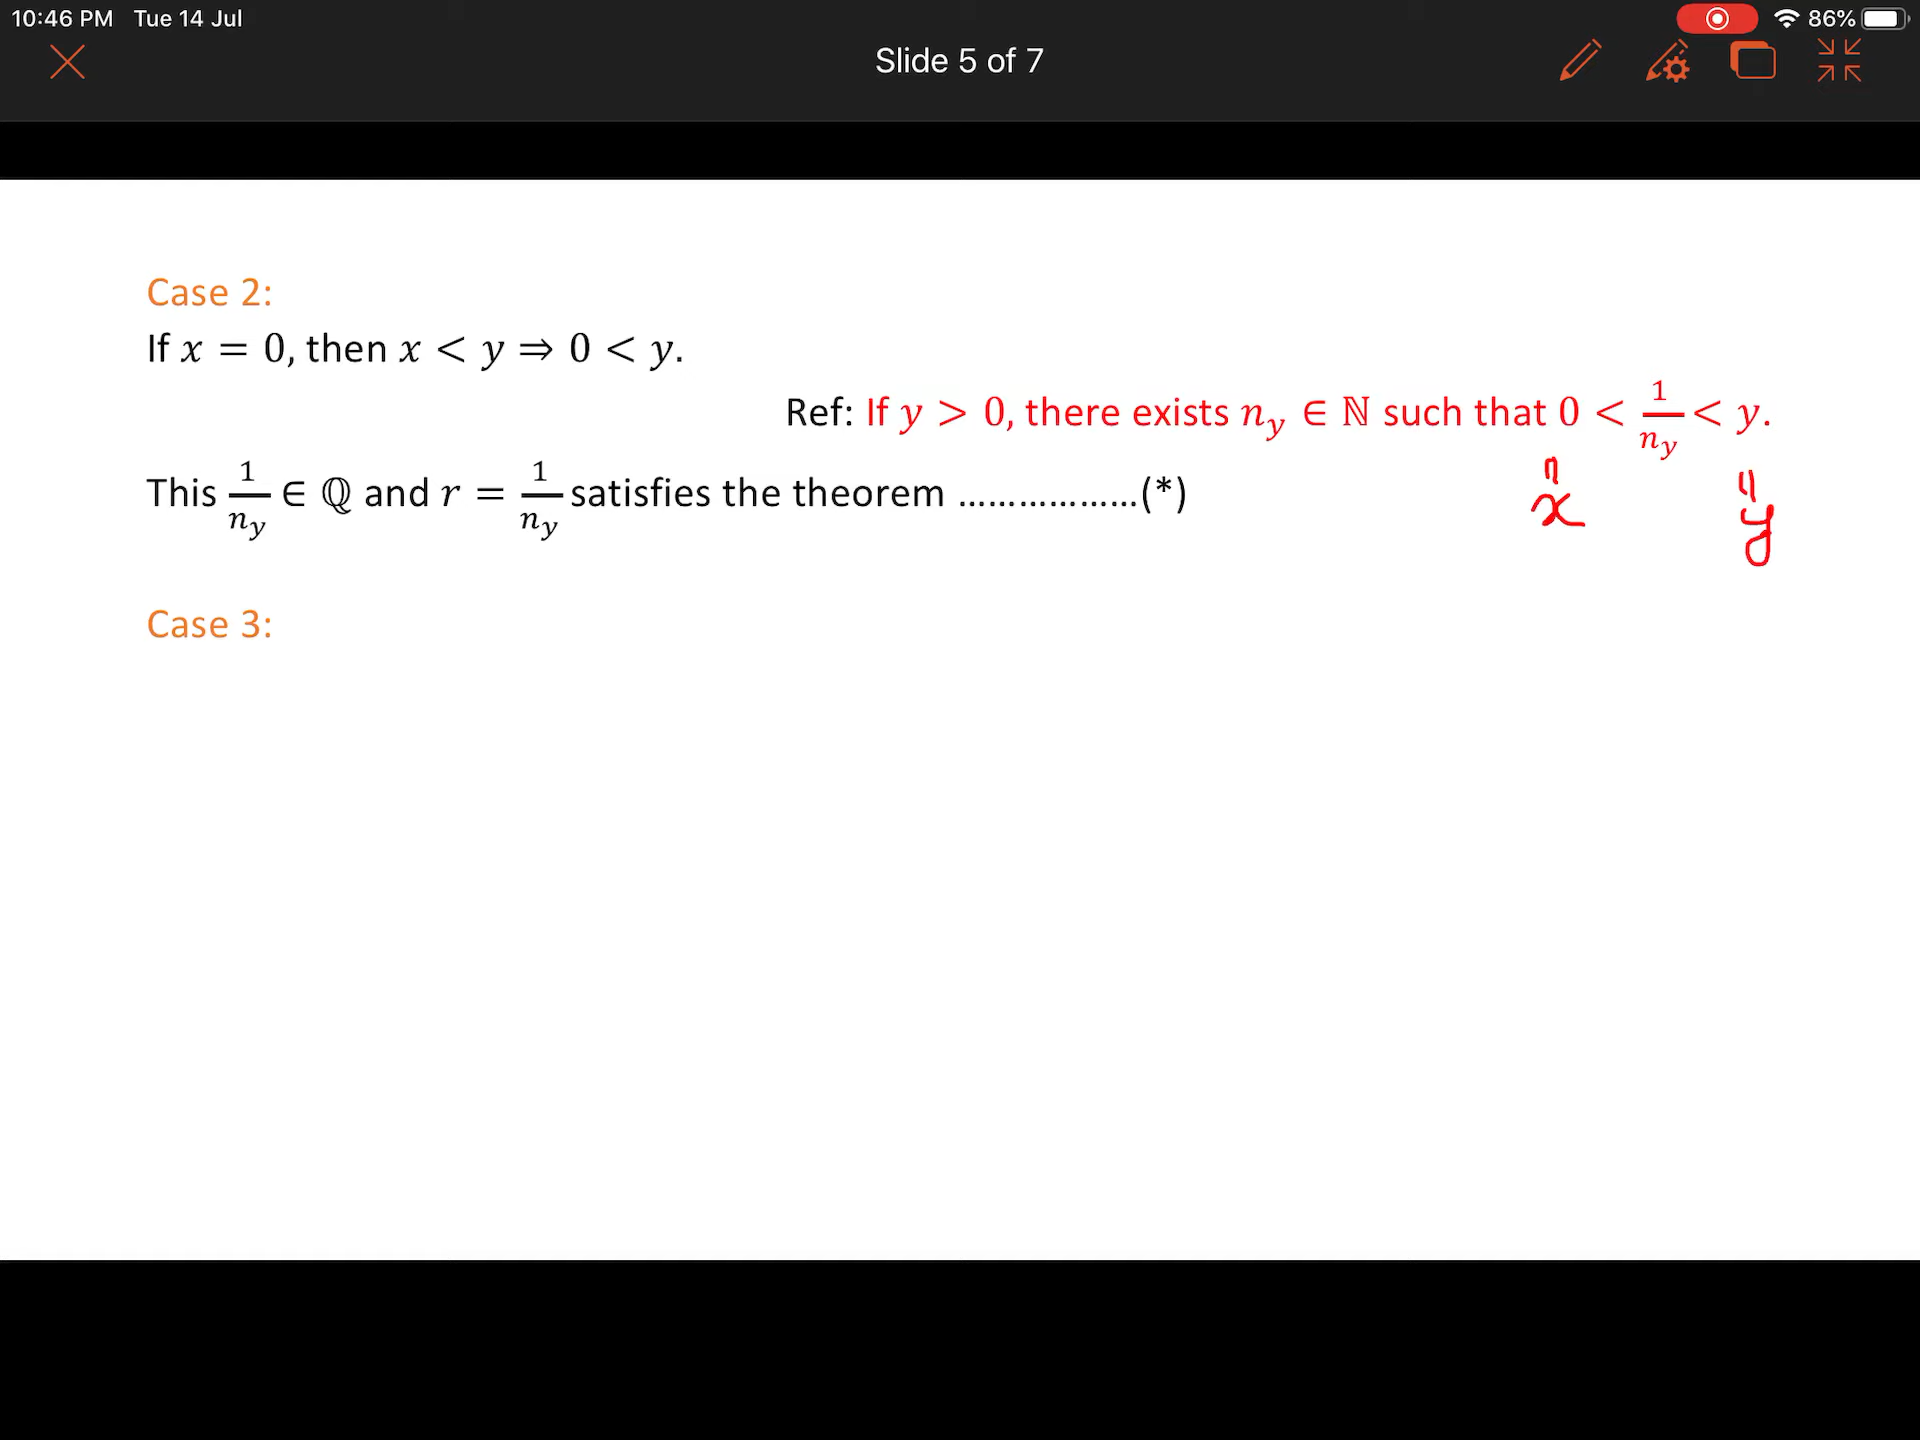 10:46 PM Tue 14 Jul
86%
Slide 5 of 7
Case 2:
If x = 0, then x < y ⇒ 0 < y.
Ref: If y > 0, there exists n_y ∈ ℕ such that 0 < 1/n_y < y.
This 1/n_y ∈ ℚ and r = 1/n_y satisfies the theorem ………………(*)
x y
Case 3: